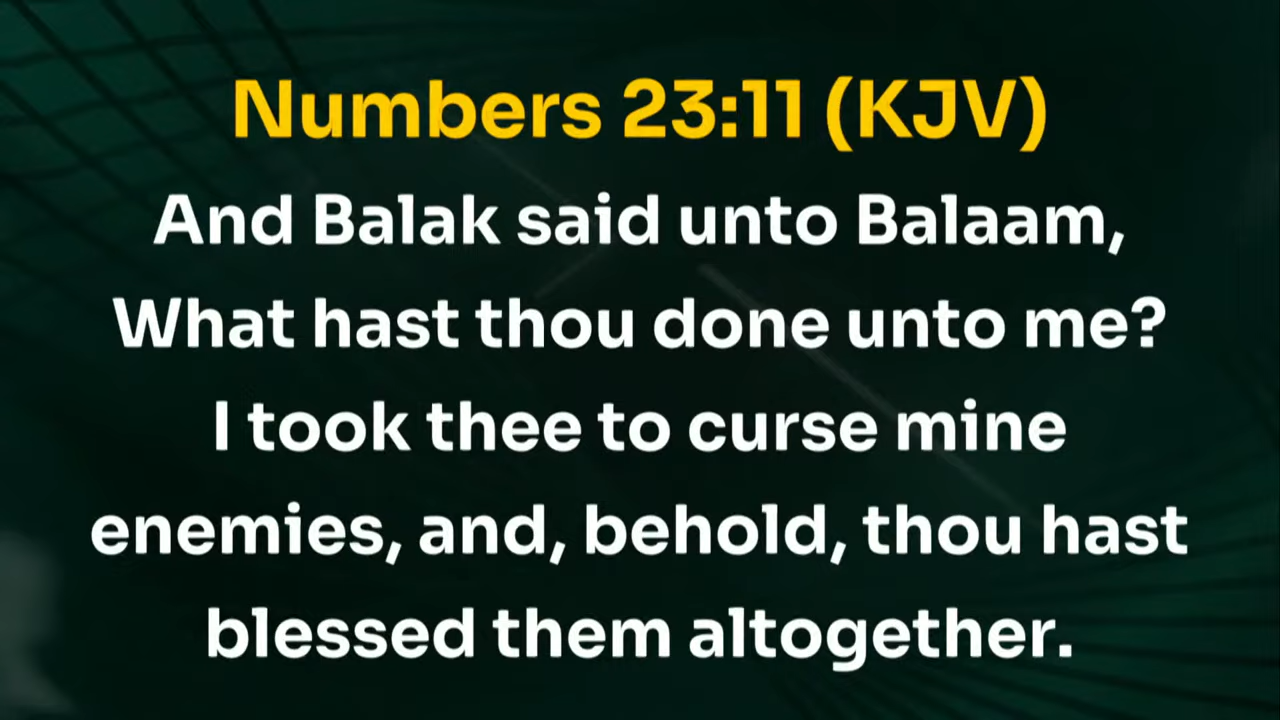 Numbers 23:11 (KJV)
And Balak said unto Balaam,
What hast thou done unto me?
I took thee to curse mine
enemies, and, behold, thou hast
blessed them altogether.